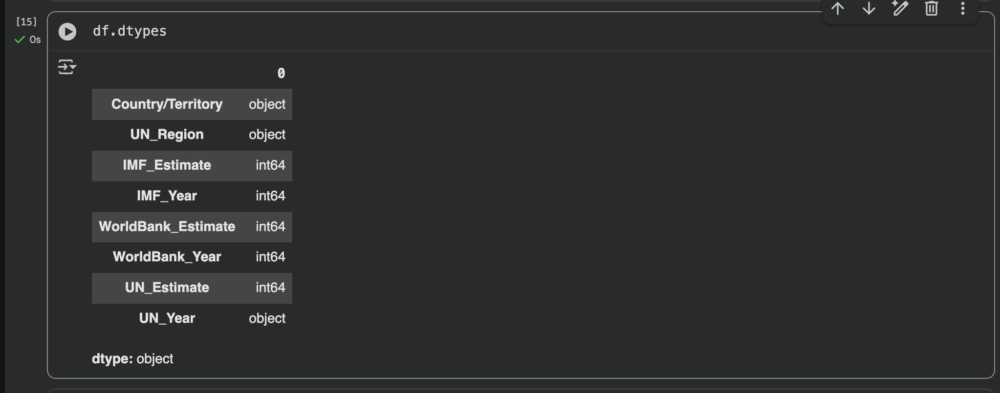 [15]
0s
df.dtypes
0
Country/Territory object
UN_Region object
IMF_Estimate int64
IMF_Year int64
WorldBank_Estimate int64
WorldBank_Year int64
UN_Estimate int64
UN_Year object
dtype: object